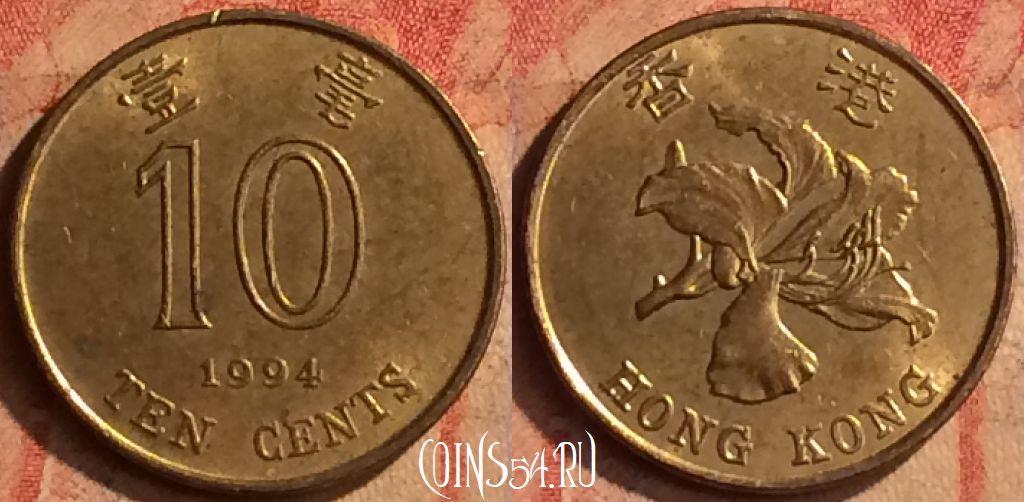 壹毫
10
1994
TEN CENTS
香港
HONG KONG
COINS54.RU